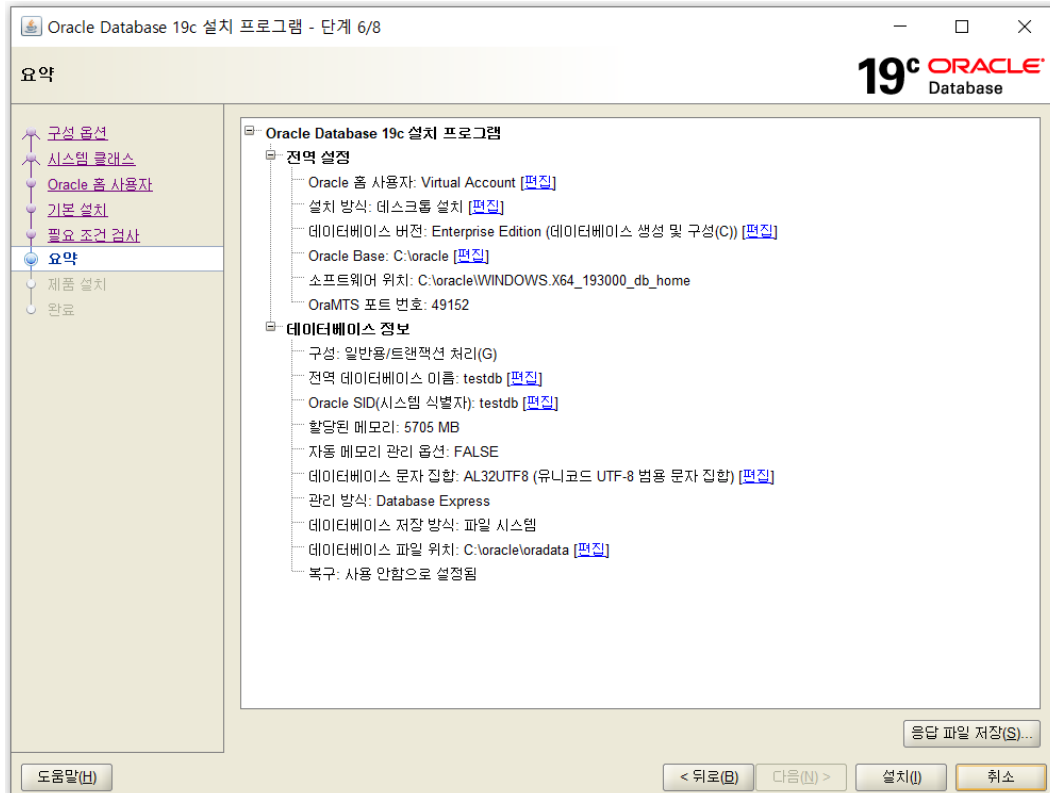 Oracle Database 19c 설치 프로그램 - 단계 6/8
요약
19c ORACLE
Database
구성 옵션
시스템 클래스
Oracle 홈 사용자
기본 설치
필요 조건 검사
요약
제품 설치
완료
Oracle Database 19c 설치 프로그램
전역 설정
Oracle 홈 사용자: Virtual Account [편집]
설치 방식: 데스크톱 설치 [편집]
데이터베이스 버전: Enterprise Edition (데이터베이스 생성 및 구성(C)) [편집]
Oracle Base: C:\oracle [편집]
소프트웨어 위치: C:\oracle\WINDOWS.X64_193000_db_home
OraMTS 포트 번호: 49152
데이터베이스 정보
구성: 일반용/트랜잭션 처리(G)
전역 데이터베이스 이름: testdb [편집]
Oracle SID(시스템 식별자): testdb [편집]
할당된 메모리: 5705 MB
자동 메모리 관리 옵션: FALSE
데이터베이스 문자 집합: AL32UTF8 (유니코드 UTF-8 범용 문자 집합) [편집]
관리 방식: Database Express
데이터베이스 저장 방식: 파일 시스템
데이터베이스 파일 위치: C:\oracle\oradata [편집]
복구: 사용 안함으로 설정됨
응답 파일 저장(S)...
도움말(H)
< 뒤로(B)
다음(N) >
설치(I)
취소